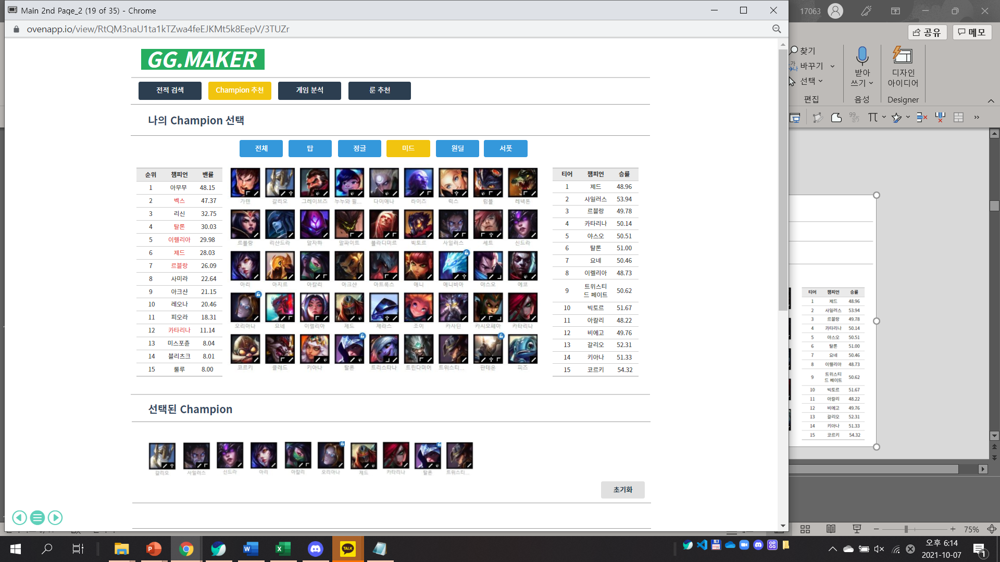 Main 2nd Page_2 (19 of 35) - Chrome
17063
ovenapp.io/view/RtQM3naU1ta1kTZwa4feEJKMt5k8EepV/3TUZr
공유
메모
GG.MAKER
찾기
바꾸기
선택
편집
받아
쓰기
음성
디자인
아이디어
Designer
전적 검색
Champion 추천
게임 분석
룬 추천
나의 Champion 선택
전체
탑
정글
미드
원딜
서폿
순위 챔피언 밴률
1 아무무 48.15
2 벡스 47.37
3 리신 32.75
4 탈론 30.03
5 이렐리아 29.98
6 제드 28.03
7 르블랑 26.09
8 사미라 22.64
9 아크샨 21.15
10 레오나 20.46
11 피오라 18.31
12 카타리나 11.14
13 미스포츈 8.04
14 블리츠크 8.01
15 룰루 8.00
가렌 갈리오 그레이브즈 누누와 윌... 다이애나 라이즈 럭스 럼블 레넥톤
르블랑 리산드라 말자하 말파이트 블라디미르 빅토르 사일러스 세트 신드라
아리 아지르 아칼리 아크샨 아트록스 애니 애니비아 야스오 에코
오리아나 요네 이렐리아 제드 제라스 조이 카사딘 카시오페아 카타리나
코르키 클레드 키아나 탈론 트리스타나 트린다미어 트위스티... 판테온 피즈
티어 챔피언 승률
1 제드 48.96
2 사일러스 53.94
3 르블랑 49.78
4 카타리나 50.14
5 야스오 50.51
6 탈론 51.00
7 요네 50.46
8 이렐리아 48.73
9 트위스티
드 페이트 50.62
10 빅토르 51.67
11 아칼리 48.22
12 비에고 49.76
13 갈리오 52.31
14 키아나 51.33
15 코르키 54.32
티어 챔피언 승률
1 제드 48.96
2 사일러스 53.94
3 르블랑 49.78
4 카타리나 50.14
5 야스오 50.51
6 탈론 51.00
7 요네 50.46
8 이렐리아 48.73
9 트위스티
드 페이트 50.62
10 빅토르 51.67
11 아칼리 48.22
12 비에고 49.76
13 갈리오 52.31
14 키아나 51.33
15 코르키 54.32
선택된 Champion
갈리오 사일러스 신드라 아리 아칼리 오리아나 제드 카타리나 탈론 트위스티...
초기화
75%
TALK
OP.GG
오후 6:14
2021-10-07
1